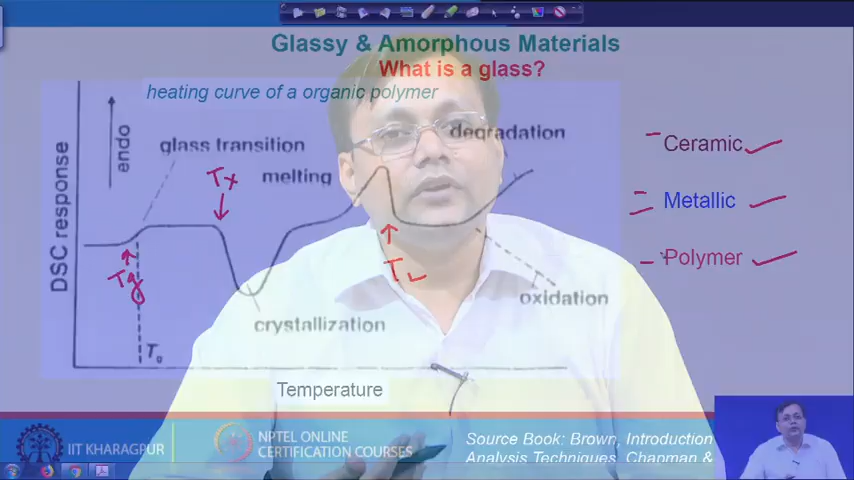 Glassy & Amorphous Materials
What is a glass?
heating curve of a organic polymer
endo
glass transition
degradation
Tx
melting
DSC response
Tg
TL
oxidation
crystallization
Temperature
Ceramic
Metallic
Polymer
IIT KHARAGPUR
NPTEL ONLINE
CERTIFICATION COURSES
Source Book: Brown, Introduction
Analysis Techniques, Chapman &